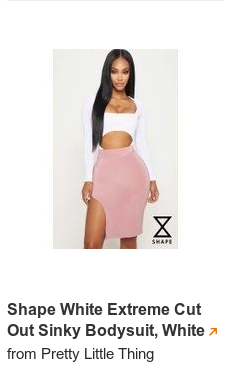 SHAPE
Shape White Extreme Cut
Out Sinky Bodysuit, White
from Pretty Little Thing